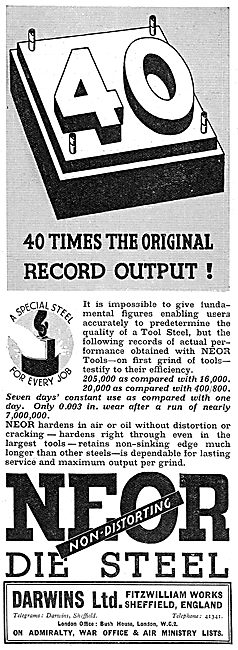 40
40 TIMES THE ORIGINAL
RECORD OUTPUT !
A SPECIAL STEEL
FOR EVERY JOB
It is impossible to give funda-
mental figures enabling users
accurately to predetermine the
quality of a Tool Steel, but the
following records of actual per-
formance obtained with NEOR
Tools—on first grind of tools—
testify to their efficiency.
205,000 as compared with 16,000.
20,000 as compared with 400/800.
Seven days' constant use as compared with one
day. Only 0.003 in. wear after a run of nearly
7,000,000.
NEOR hardens in air or oil without distortion or
cracking — hardens right through even in the
largest tools — retains non-sinking edge much
longer than other steels—is dependable for lasting
service and maximum output per grind.
NEOR
NON-DISTORTING
DIE STEEL
DARWINS Ltd. FITZWILLIAM WORKS
SHEFFIELD, ENGLAND
Telegrams: Darwins, Sheffield. Telephone: 41341.
London Office: Bush House, London, W.C.2.
ON ADMIRALTY, WAR OFFICE & AIR MINISTRY LISTS.